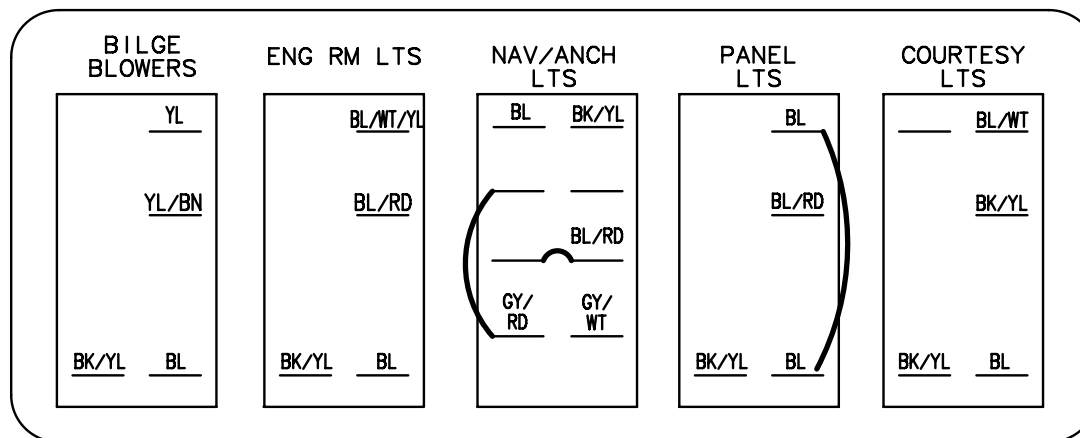 BILGE
BLOWERS
YL
YL/BN
BK/YL BL
ENG RM LTS
BL/WT/YL
BL/RD
BK/YL BL
NAV/ANCH
LTS
BL BK/YL
BL/RD
GY/
RD
GY/
WT
PANEL
LTS
BL
BL/RD
BK/YL BL
COURTESY
LTS
BL/WT
BK/YL
BK/YL BL